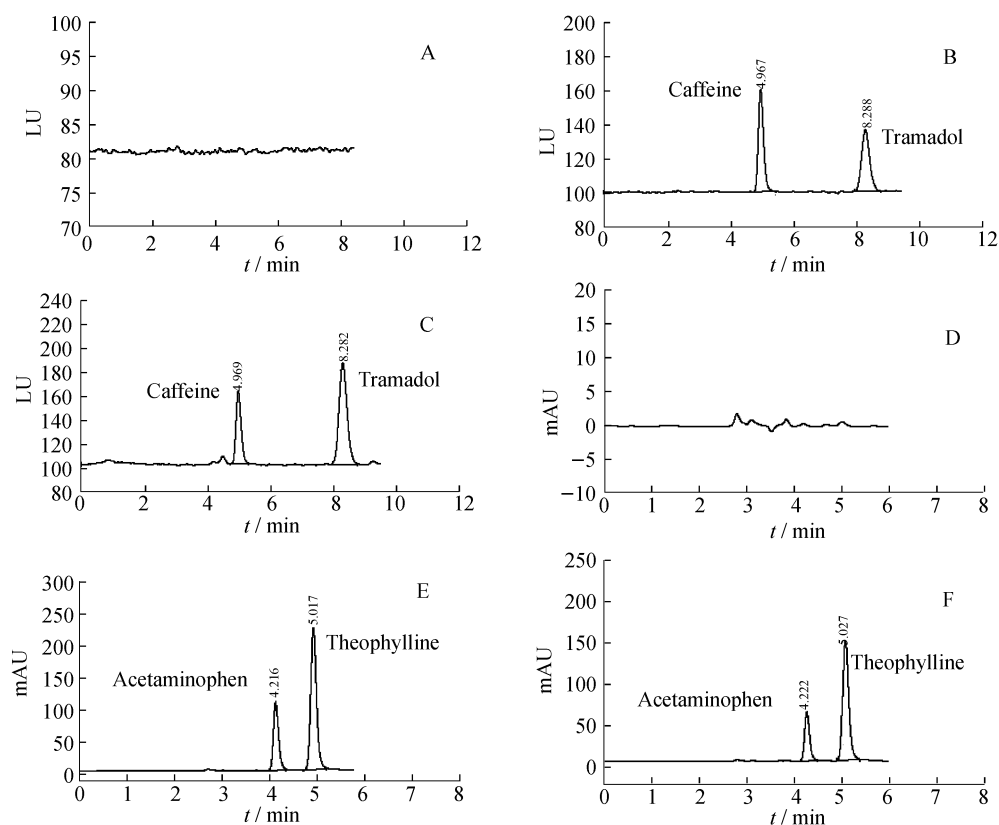 A
LU
100
95
90
85
80
75
70
0 2 4 6 8 10 12
t / min
B
LU
200
180
160
140
120
100
80
Caffeine
4.967
8.288
Tramadol
0 2 4 6 8 10 12
t / min
C
LU
240
220
200
180
160
140
120
100
80
Caffeine
4.969
8.282
Tramadol
0 2 4 6 8 10 12
t / min
D
mAU
20
15
10
5
0
−5
−10
0 1 2 3 4 5 6 7 8
t / min
E
mAU
300
250
200
150
100
50
0
Acetaminophen
4.216
5.017
Theophylline
0 1 2 3 4 5 6 7 8
t / min
F
mAU
250
200
150
100
50
0
Acetaminophen
4.222
5.027
Theophylline
0 1 2 3 4 5 6 7 8
t / min